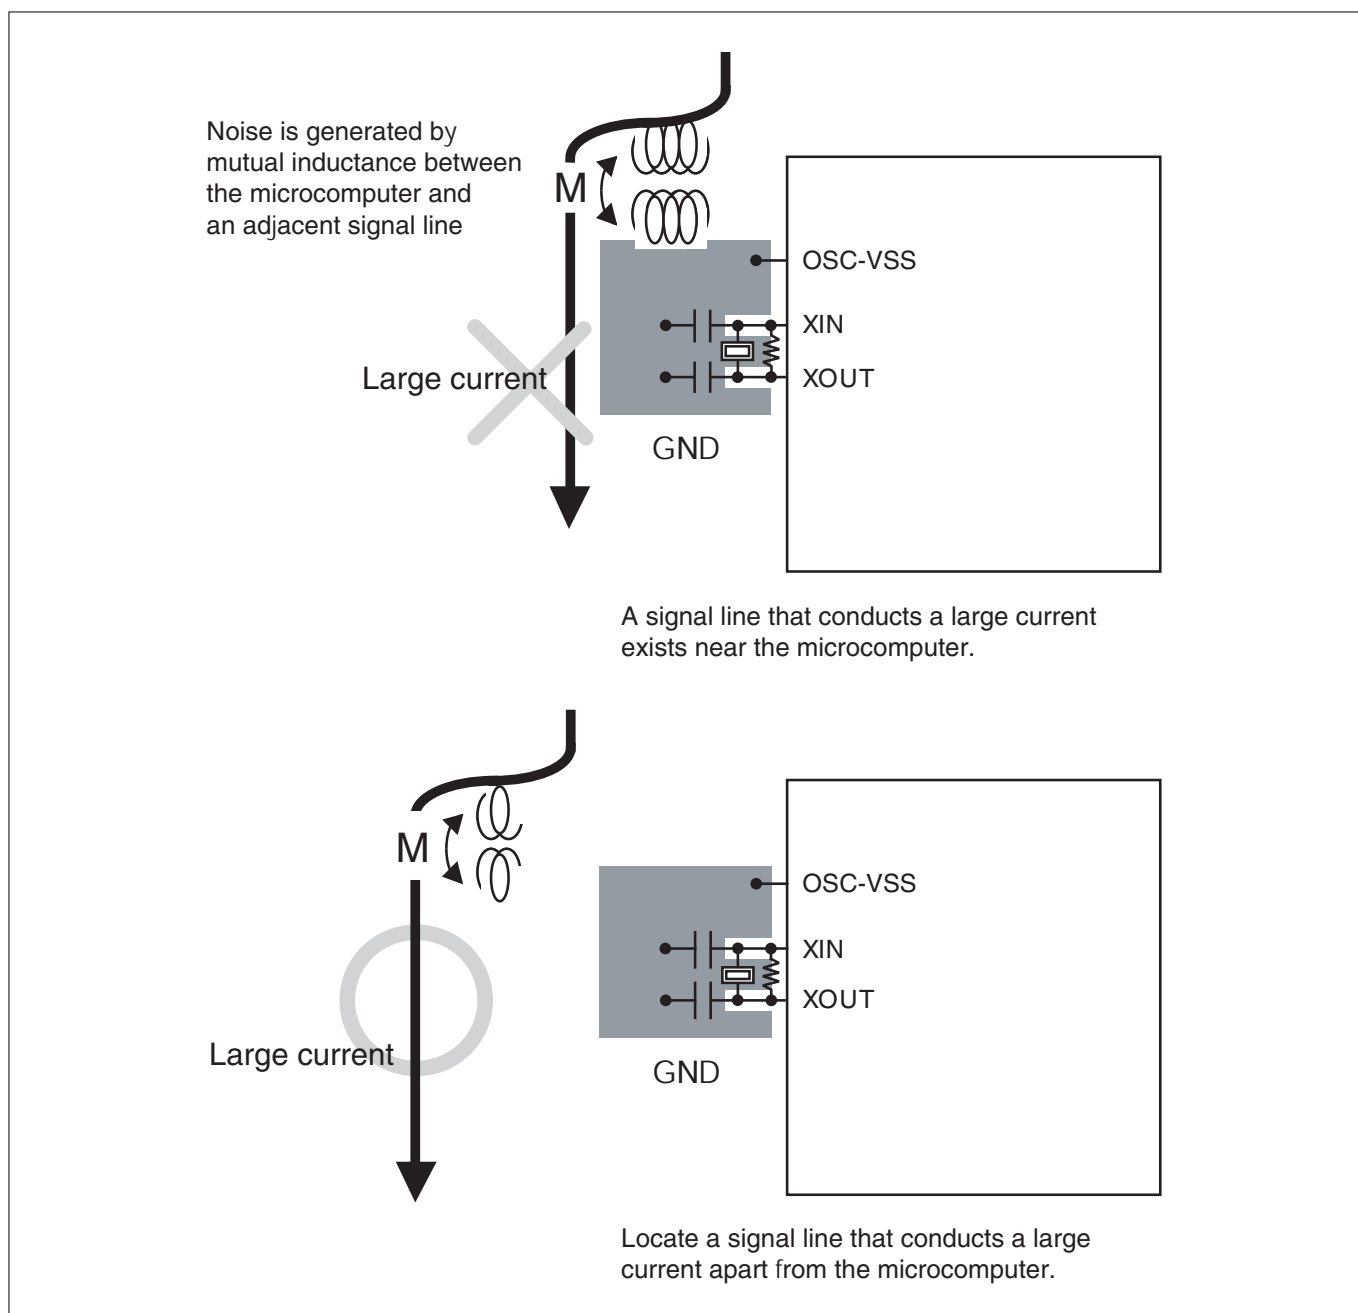 Noise is generated by
mutual inductance between
the microcomputer and
an adjacent signal line
M
OSC-VSS
XIN
XOUT
Large current
GND
A signal line that conducts a large current
exists near the microcomputer.
M
OSC-VSS
XIN
XOUT
Large current
GND
Locate a signal line that conducts a large
current apart from the microcomputer.